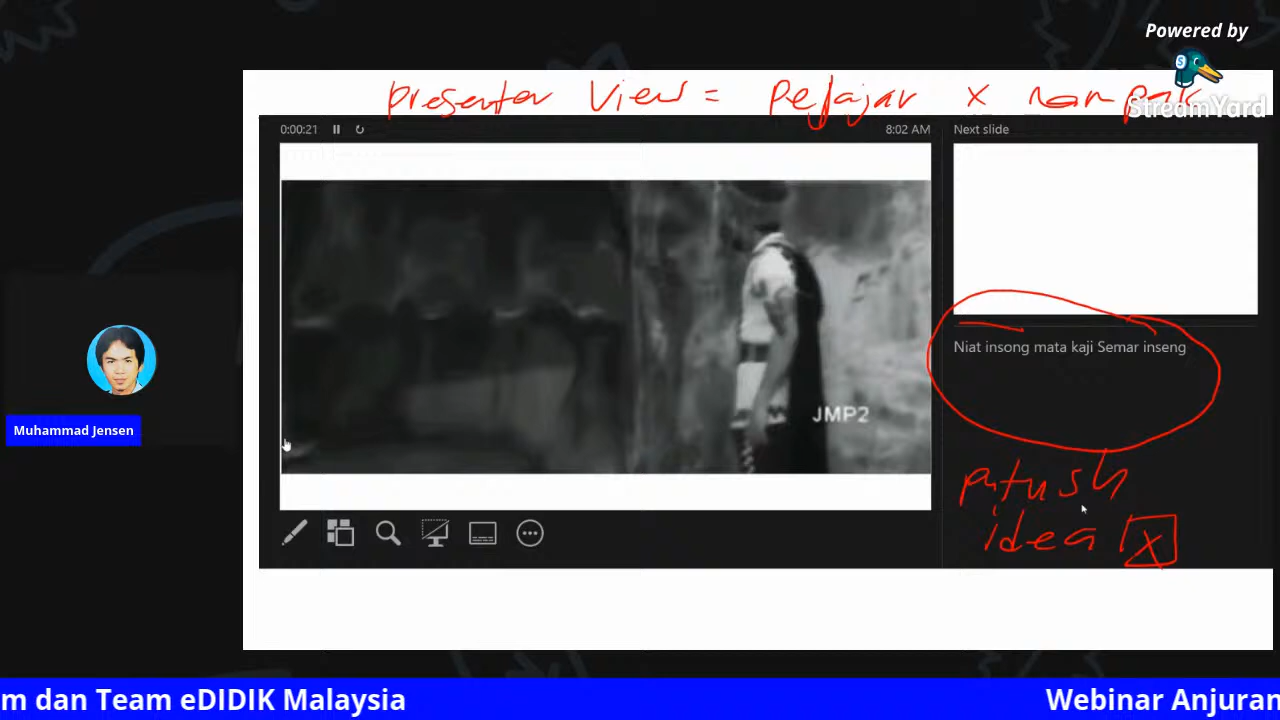 Powered by
StreamYard
presenter View = pelajar x nampak
0:00:21
8:02 AM
Next slide
Niat insong mata kaji Semar inseng
JMP2
putush
idea x
Muhammad Jensen
m dan Team eDIDIK Malaysia
Webinar Anjuran